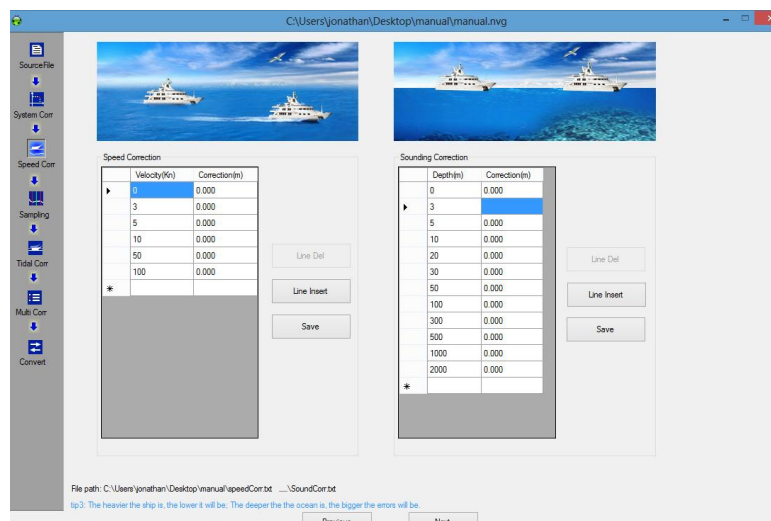 C:\Users\jonathan\Desktop\manual\manual.nvg
SourceFile
System Corr
Speed Corr
Sampling
Tidal Corr
Multi Corr
Convert
Speed Correction
Velocity(Kn) Correction(m)
0 0.000
3 0.000
5 0.000
10 0.000
50 0.000
100 0.000
Line Del
Line Insert
Save
Sounding Correction
Depth(m) Correction(m)
0 0.000
3
5 0.000
10 0.000
20 0.000
30 0.000
50 0.000
100 0.000
300 0.000
500 0.000
1000 0.000
2000 0.000
Line Del
Line Insert
Save
File path: C:\Users\jonathan\Desktop\manual\speedCorr.txt ...\SoundCorr.txt
tip3: The heavier the ship is, the lower it will be; The deeper the the ocean is, the bigger the errors will be.
Previous Next